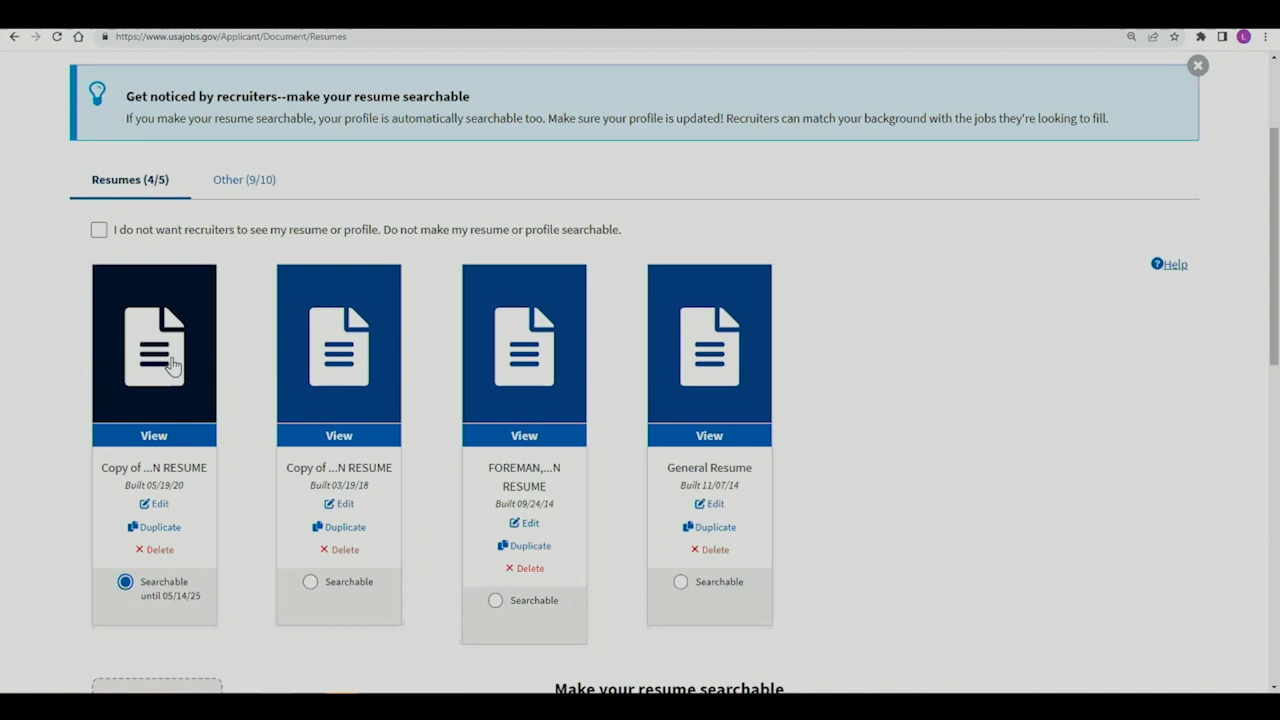 https://www.usajobs.gov/Applicant/Document/Resumes
L
Get noticed by recruiters--make your resume searchable
If you make your resume searchable, your profile is automatically searchable too. Make sure your profile is updated! Recruiters can match your background with the jobs they're looking to fill.
Resumes (4/5)
Other (9/10)
I do not want recruiters to see my resume or profile. Do not make my resume or profile searchable.
Help
View
Copy of ...N RESUME
Built 05/19/20
Edit
Duplicate
Delete
Searchable
until 05/14/25
View
Copy of ...N RESUME
Built 03/19/18
Edit
Duplicate
Delete
Searchable
View
FOREMAN,...N
RESUME
Built 09/24/14
Edit
Duplicate
Delete
Searchable
View
General Resume
Built 11/07/14
Edit
Duplicate
Delete
Searchable
Make your resume searchable